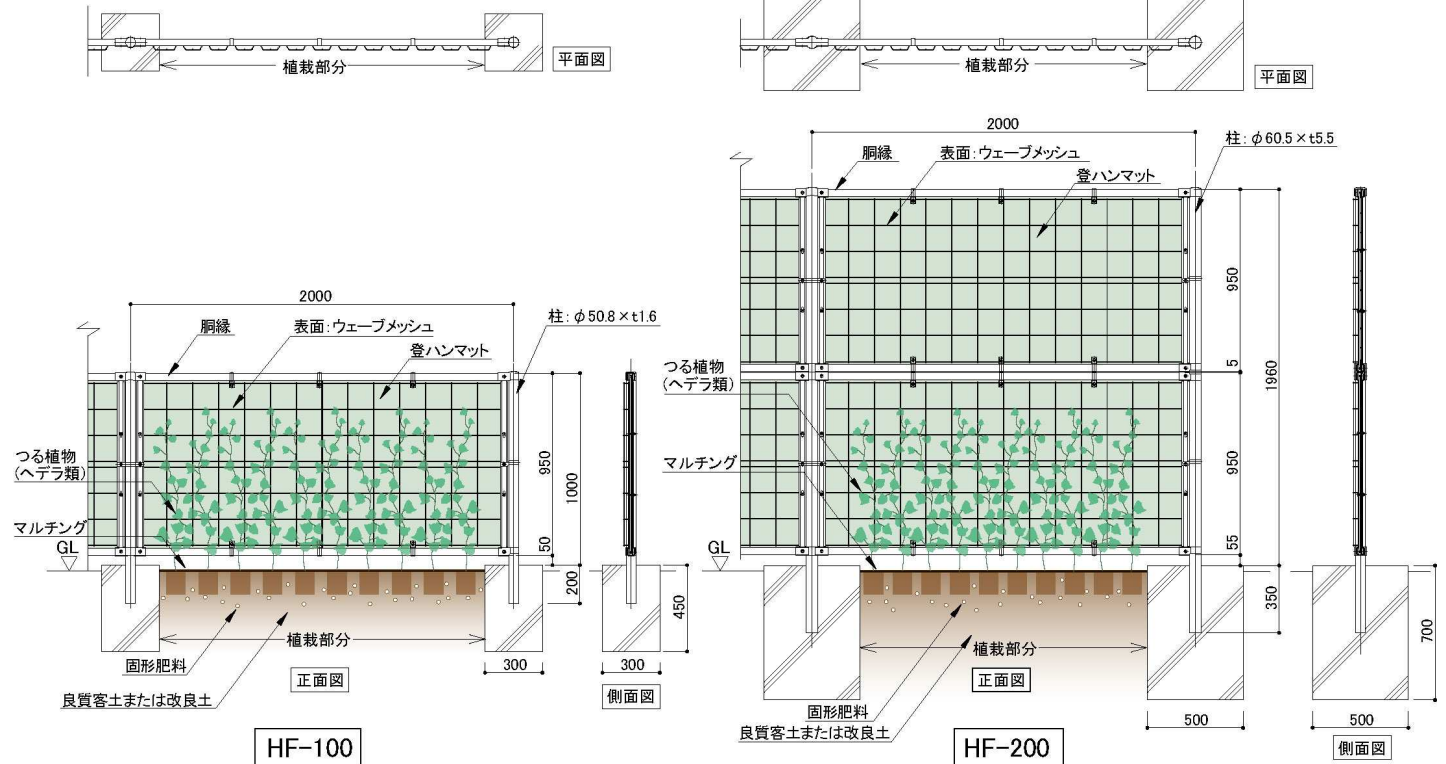 植栽部分
平面図
植栽部分
平面図
2000
胴縁
表面:ウェーブメッシュ
登ハンマット
柱:φ50.8×t1.6
つる植物
(ヘデラ類)
マルチング
GL
950
1000
50
200
450
植栽部分
固形肥料
良質客土または改良土
正面図
300
300
側面図
HF-100
2000
胴縁
表面:ウェーブメッシュ
登ハンマット
柱:φ60.5×t5.5
つる植物
(ヘデラ類)
マルチング
GL
950
5
1960
950
55
350
700
植栽部分
固形肥料
良質客土または改良土
正面図
500
500
側面図
HF-200